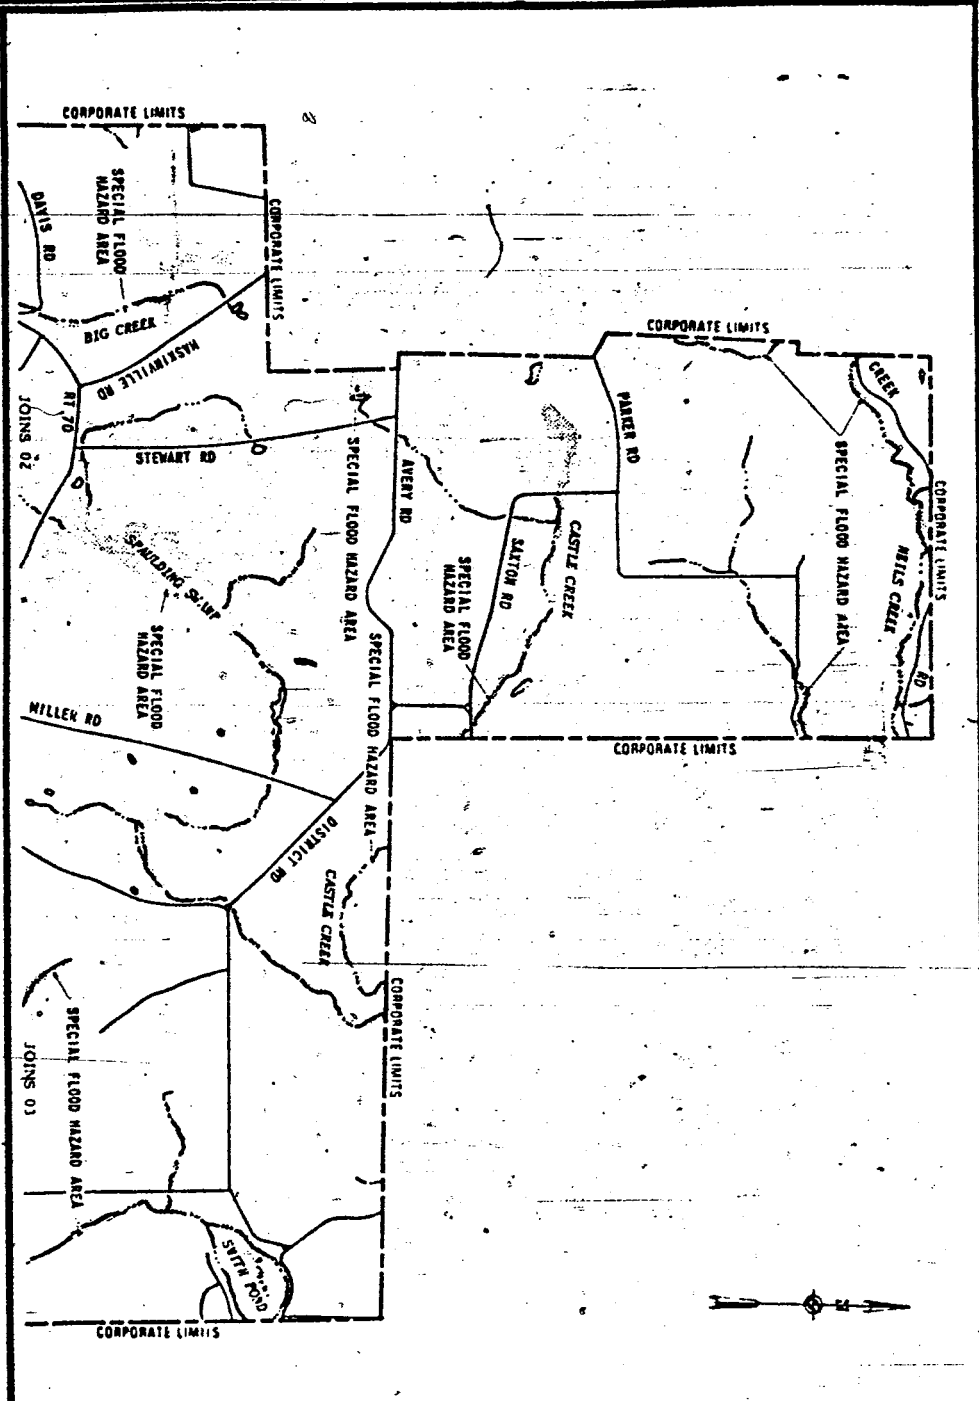 CORPORATE LIMITS
CREEK
CORPORATE LIMITS
NEILS CREEK
RD
CORPORATE LIMITS
SPECIAL FLOOD HAZARD AREA
PARKER RD
CORPORATE LIMITS
CASTLE CREEK
SAXTON RD
SPECIAL FLOOD
HAZARD AREA
AVERY RD
SPECIAL FLOOD HAZARD AREA
SPECIAL FLOOD HAZARD AREA
CORPORATE LIMITS
CORPORATE LIMITS
SPECIAL FLOOD
HAZARD AREA
DAVIS RD
BIG CREEK
HASKINVILLE RD
STEWART RD
RT 70
JOINS 02
SPAULDING
SPECIAL FLOOD
HAZARD AREA
MILLER RD
DISTRICT RD
CASTLE CREEK
CORPORATE LIMITS
SPECIAL FLOOD HAZARD AREA
JOINS 03
SMITH POND
CORPORATE LIMITS